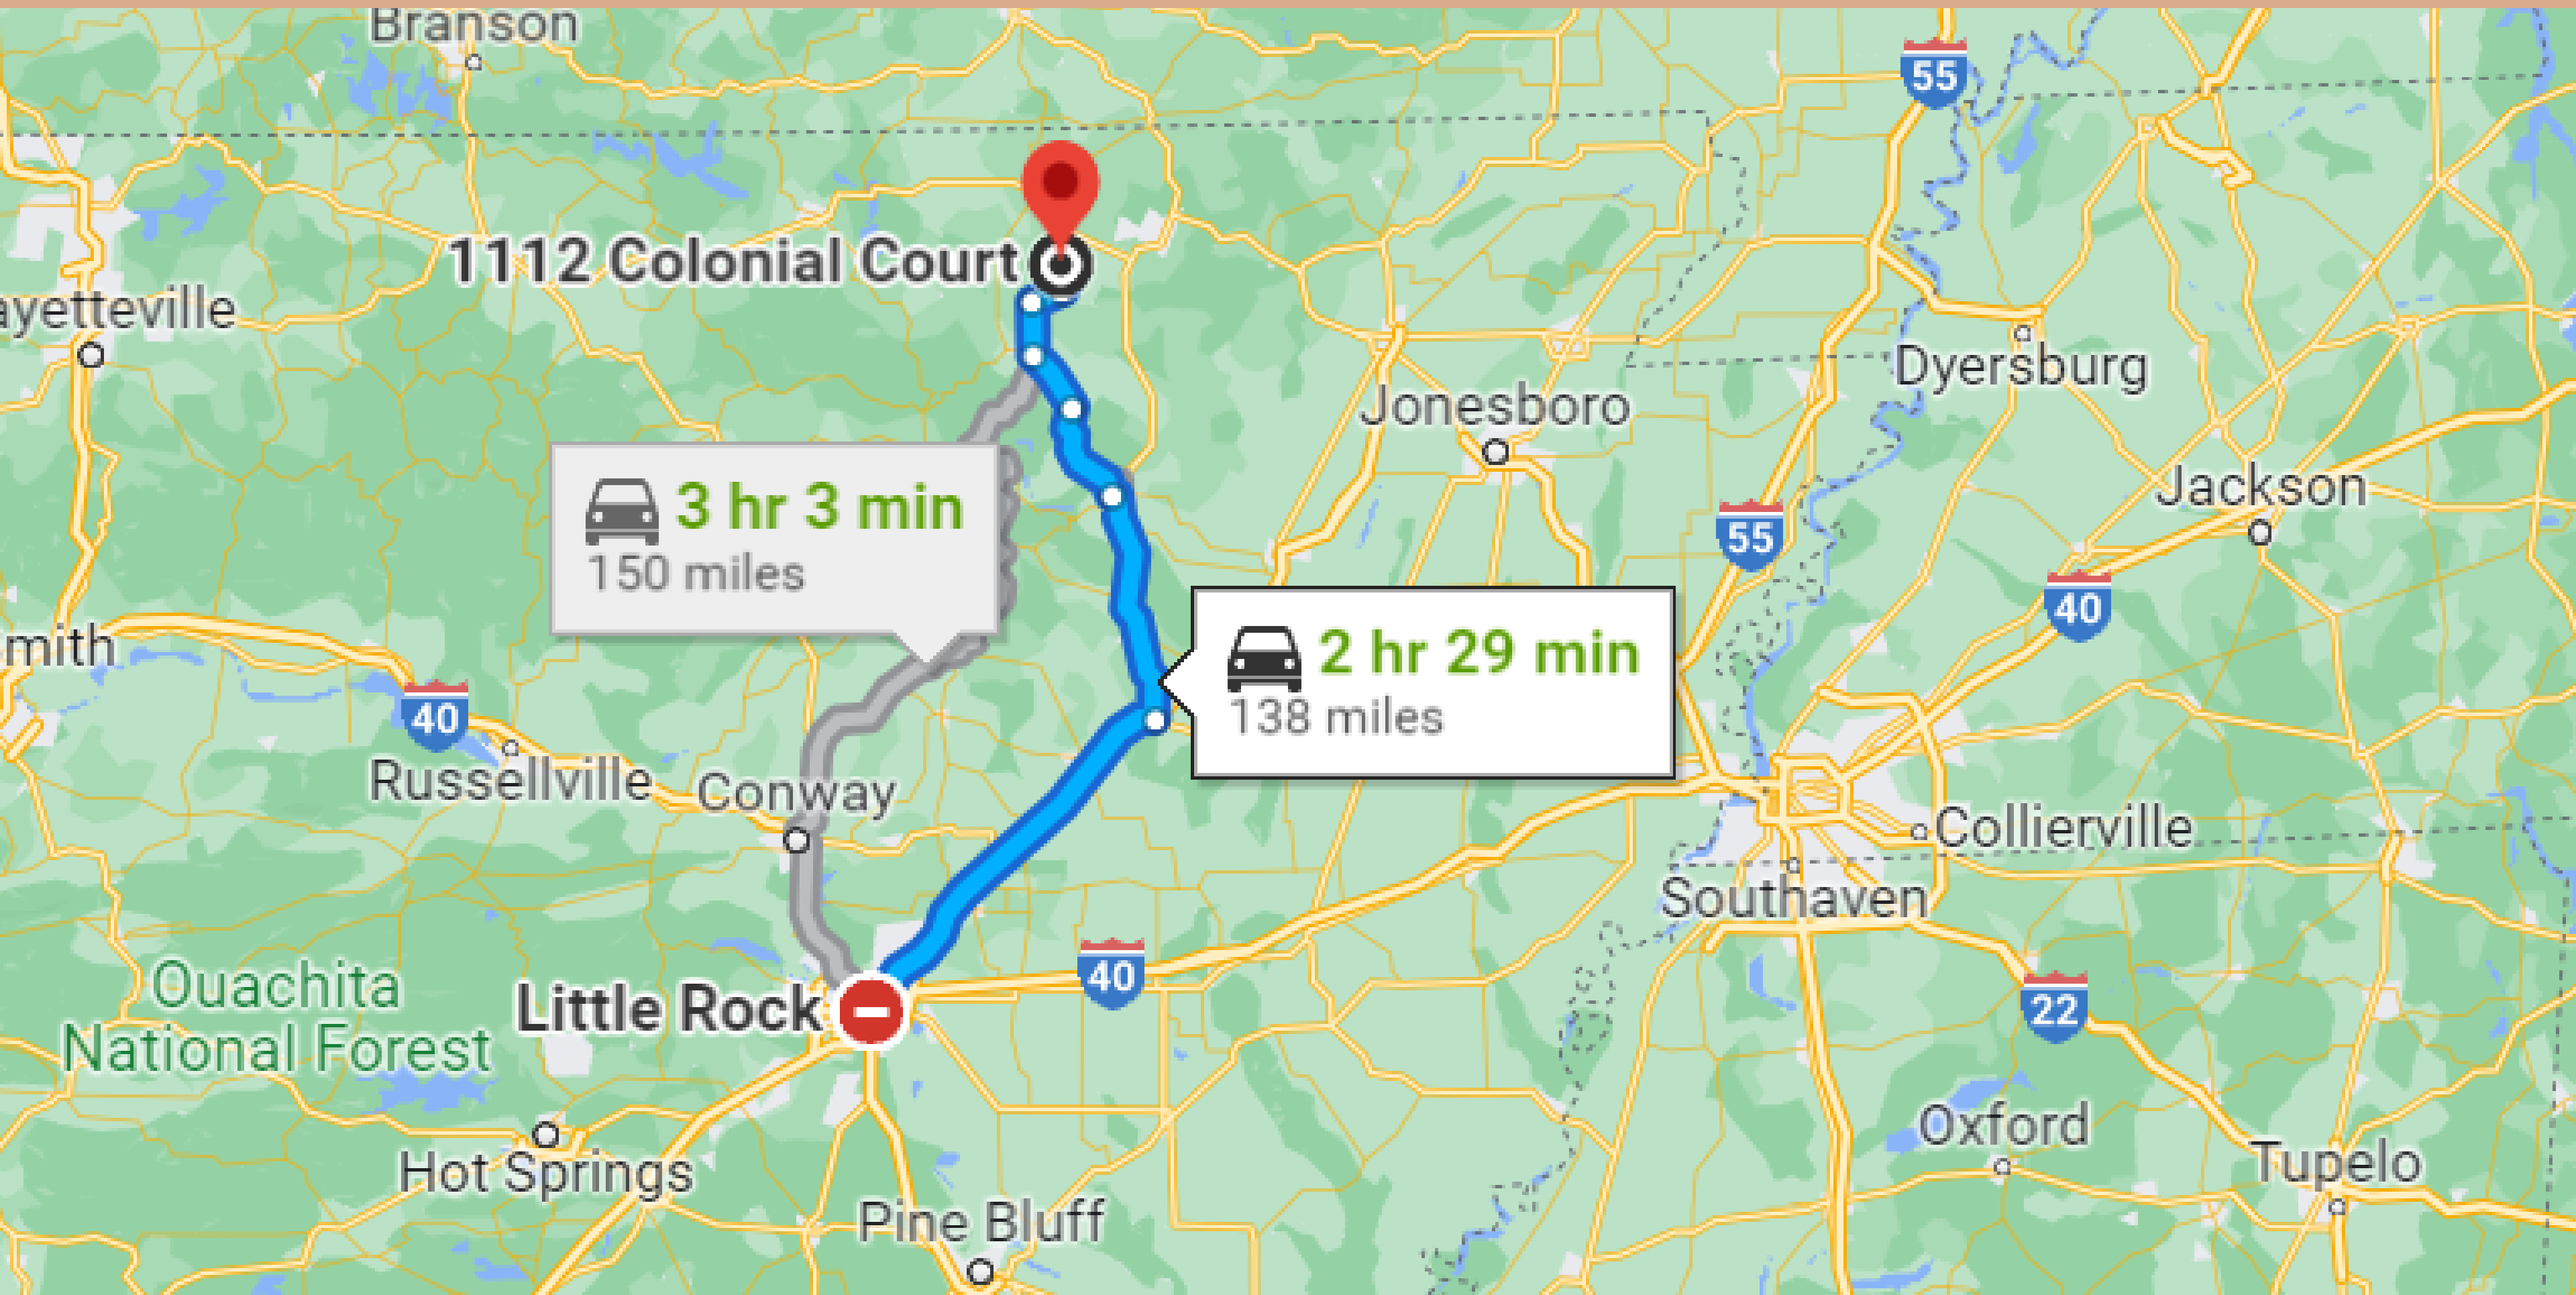 Branson
55
1112 Colonial Court
ayetteville
Dyersburg
Jonesboro
3 hr 3 min
150 miles
Jackson
55
40
2 hr 29 min
138 miles
mith
40
Russellville
Conway
Collierville
Southaven
Ouachita
National Forest
Little Rock
40
22
Oxford
Hot Springs
Tupelo
Pine Bluff